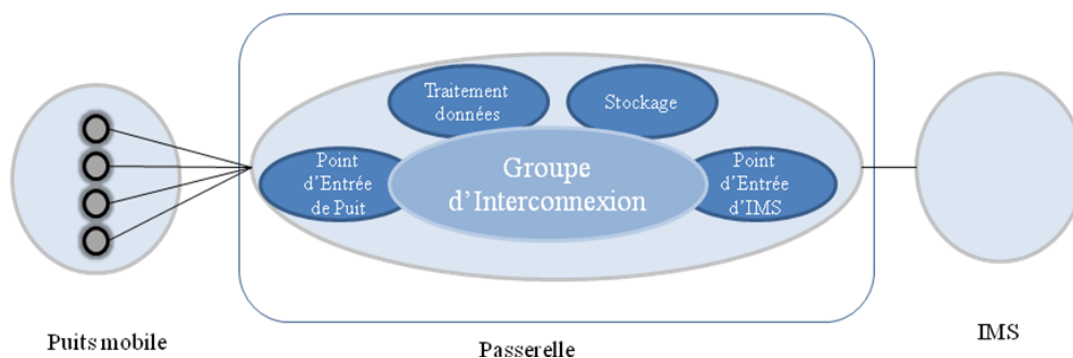 Traitement
données
Stockage
Point
d'Entrée
de Puit
Groupe
d'Interconnexion
Point
d'Entrée
d'IMS
Puits mobile
Passerelle
IMS